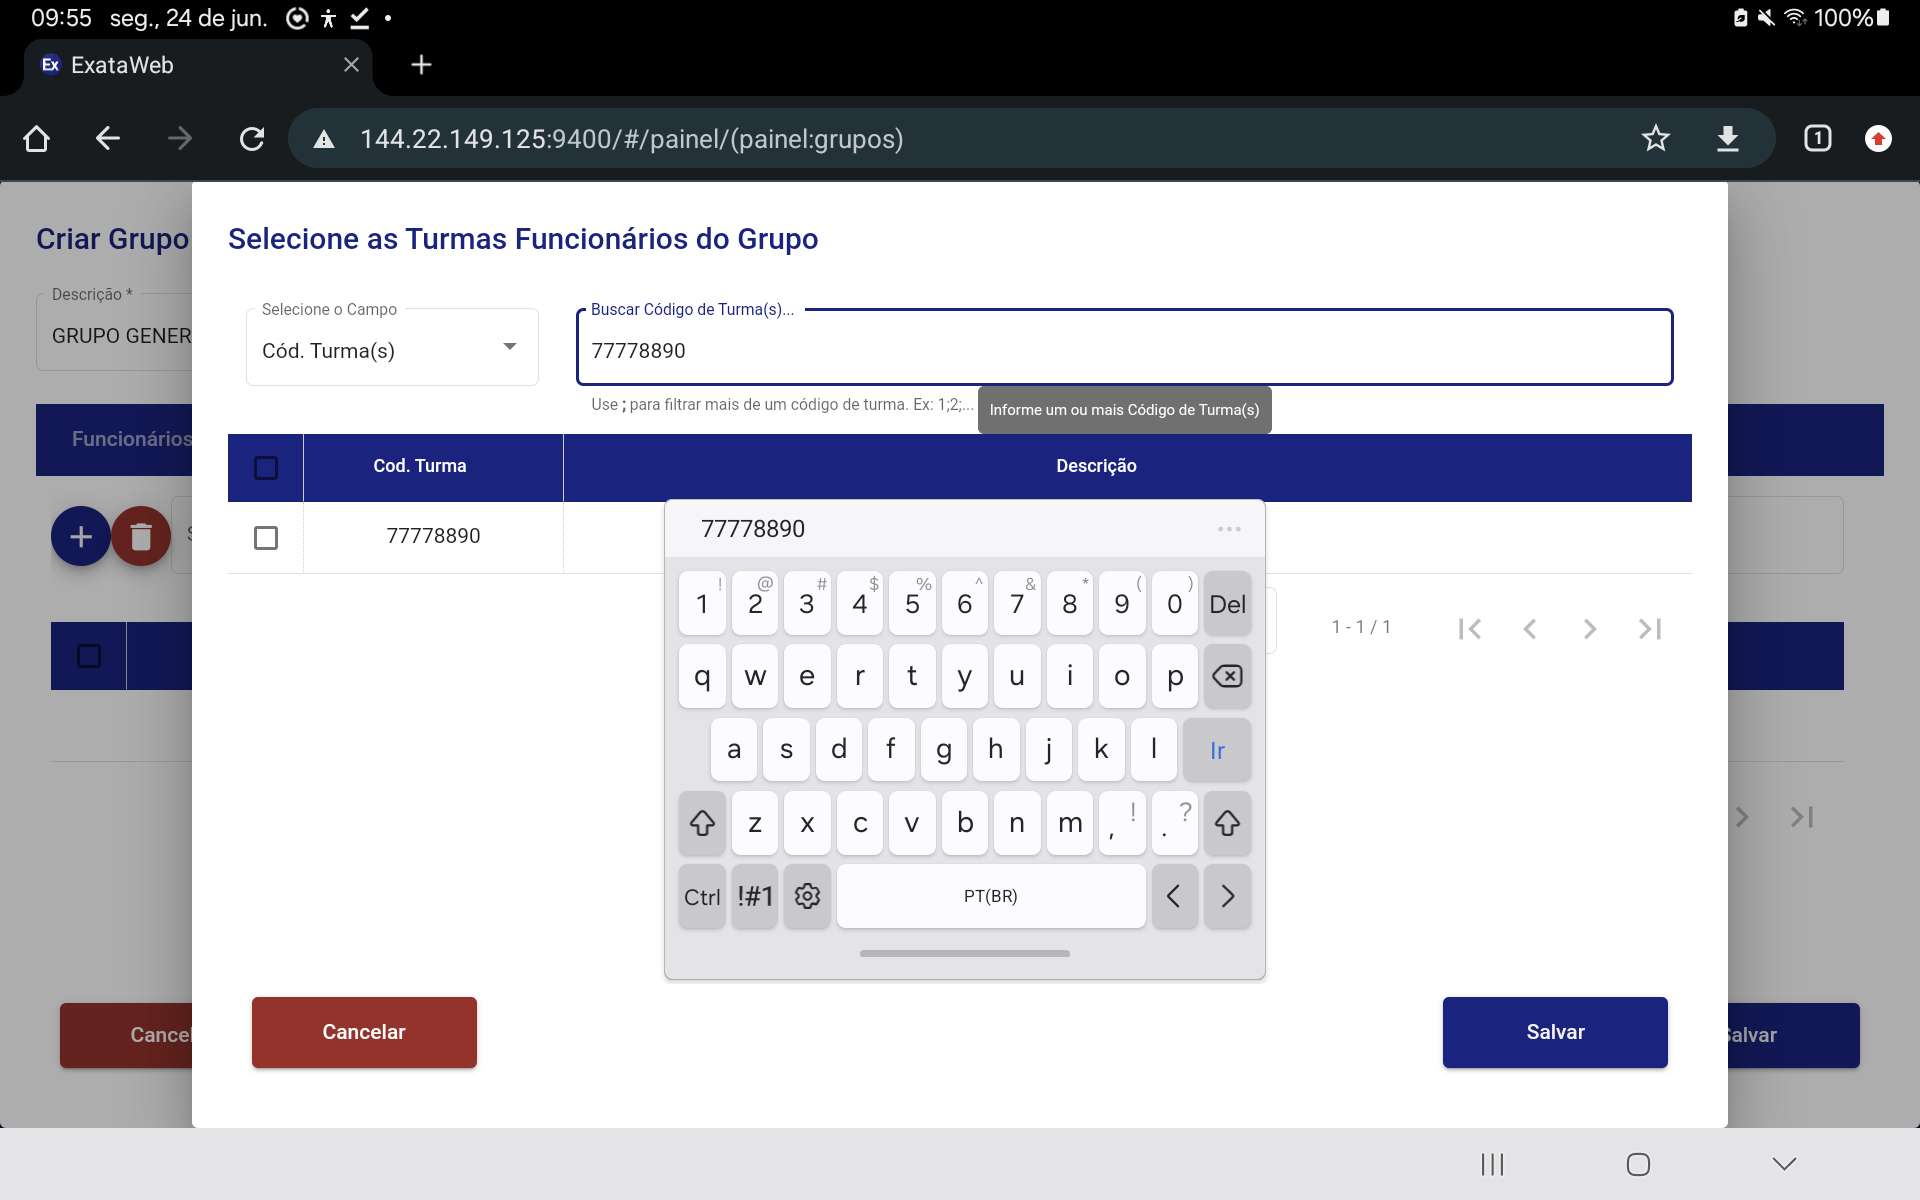 09:55 seg., 24 de jun.
100%
Ex ExataWeb
144.22.149.125:9400/#/painel/(painel:grupos)
1
Criar Grupo
Selecione as Turmas Funcionários do Grupo
Descrição *
GRUPO GENER
Selecione o Campo
Cód. Turma(s)
Buscar Código de Turma(s)...
77778890
Use ; para filtrar mais de um código de turma. Ex: 1;2;...
Informe um ou mais Código de Turma(s)
Funcionários
Cod. Turma
Descrição
77778890
77778890
1 - 1 / 1
! @ # $ % ^ & * ( )
1 2 3 4 5 6 7 8 9 0 Del
q w e r t y u i o p
a s d f g h j k l Ir
z x c v b n m , ! . ?
Ctrl !#1 PT(BR) < >
Cancel
Cancelar
Salvar
Salvar